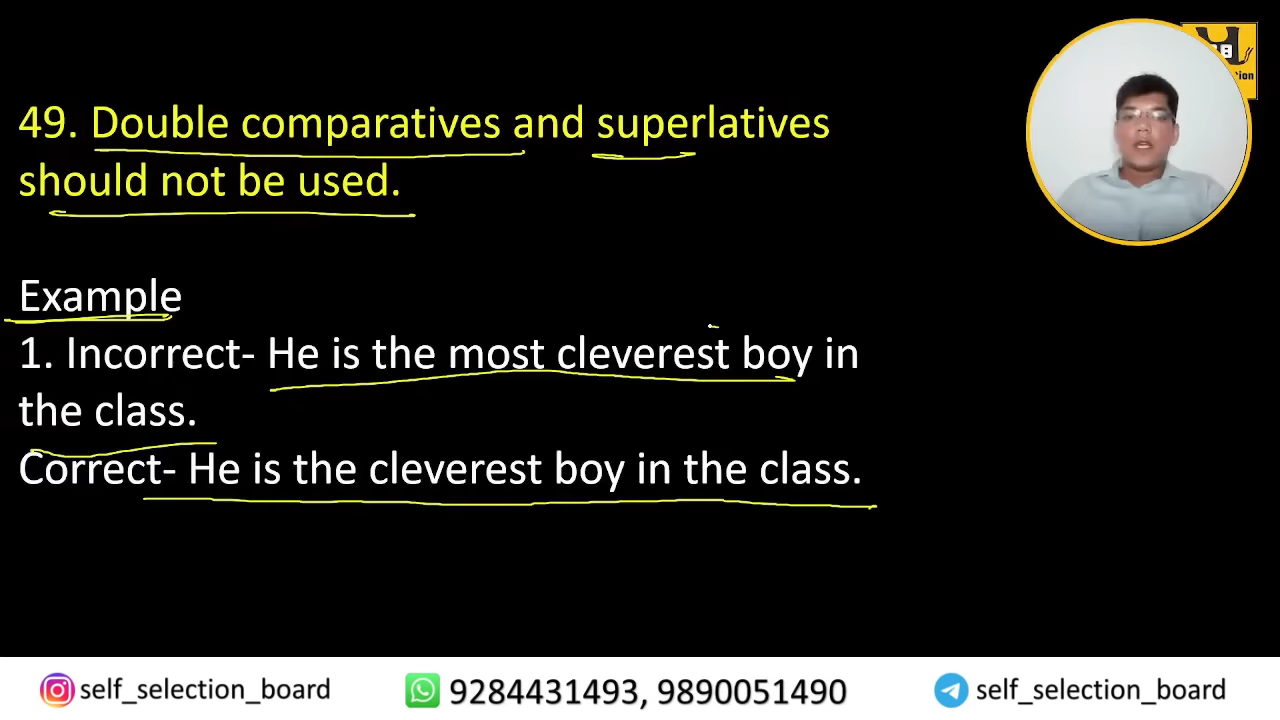 49. Double comparatives and superlatives
should not be used.
Example
1. Incorrect- He is the most cleverest boy in
the class.
Correct- He is the cleverest boy in the class.
self_selection_board
9284431493, 9890051490
self_selection_board